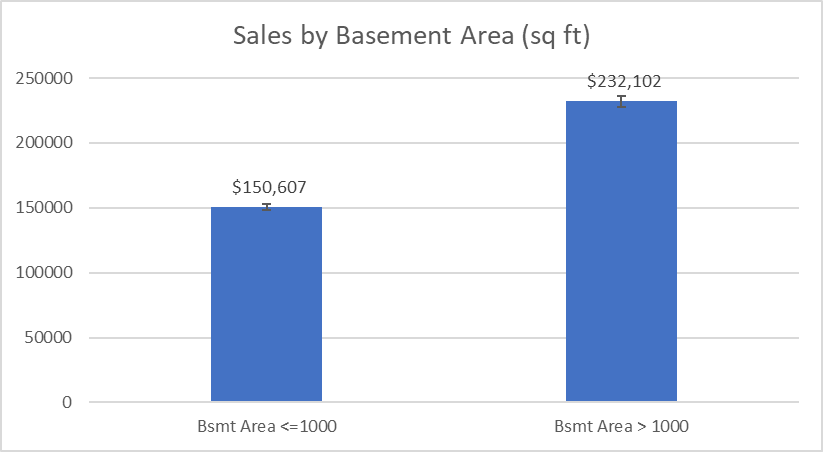 Sales by Basement Area (sq ft)
250000
$232,102
200000
$150,607
150000
100000
50000
0
Bsmt Area <=1000
Bsmt Area > 1000